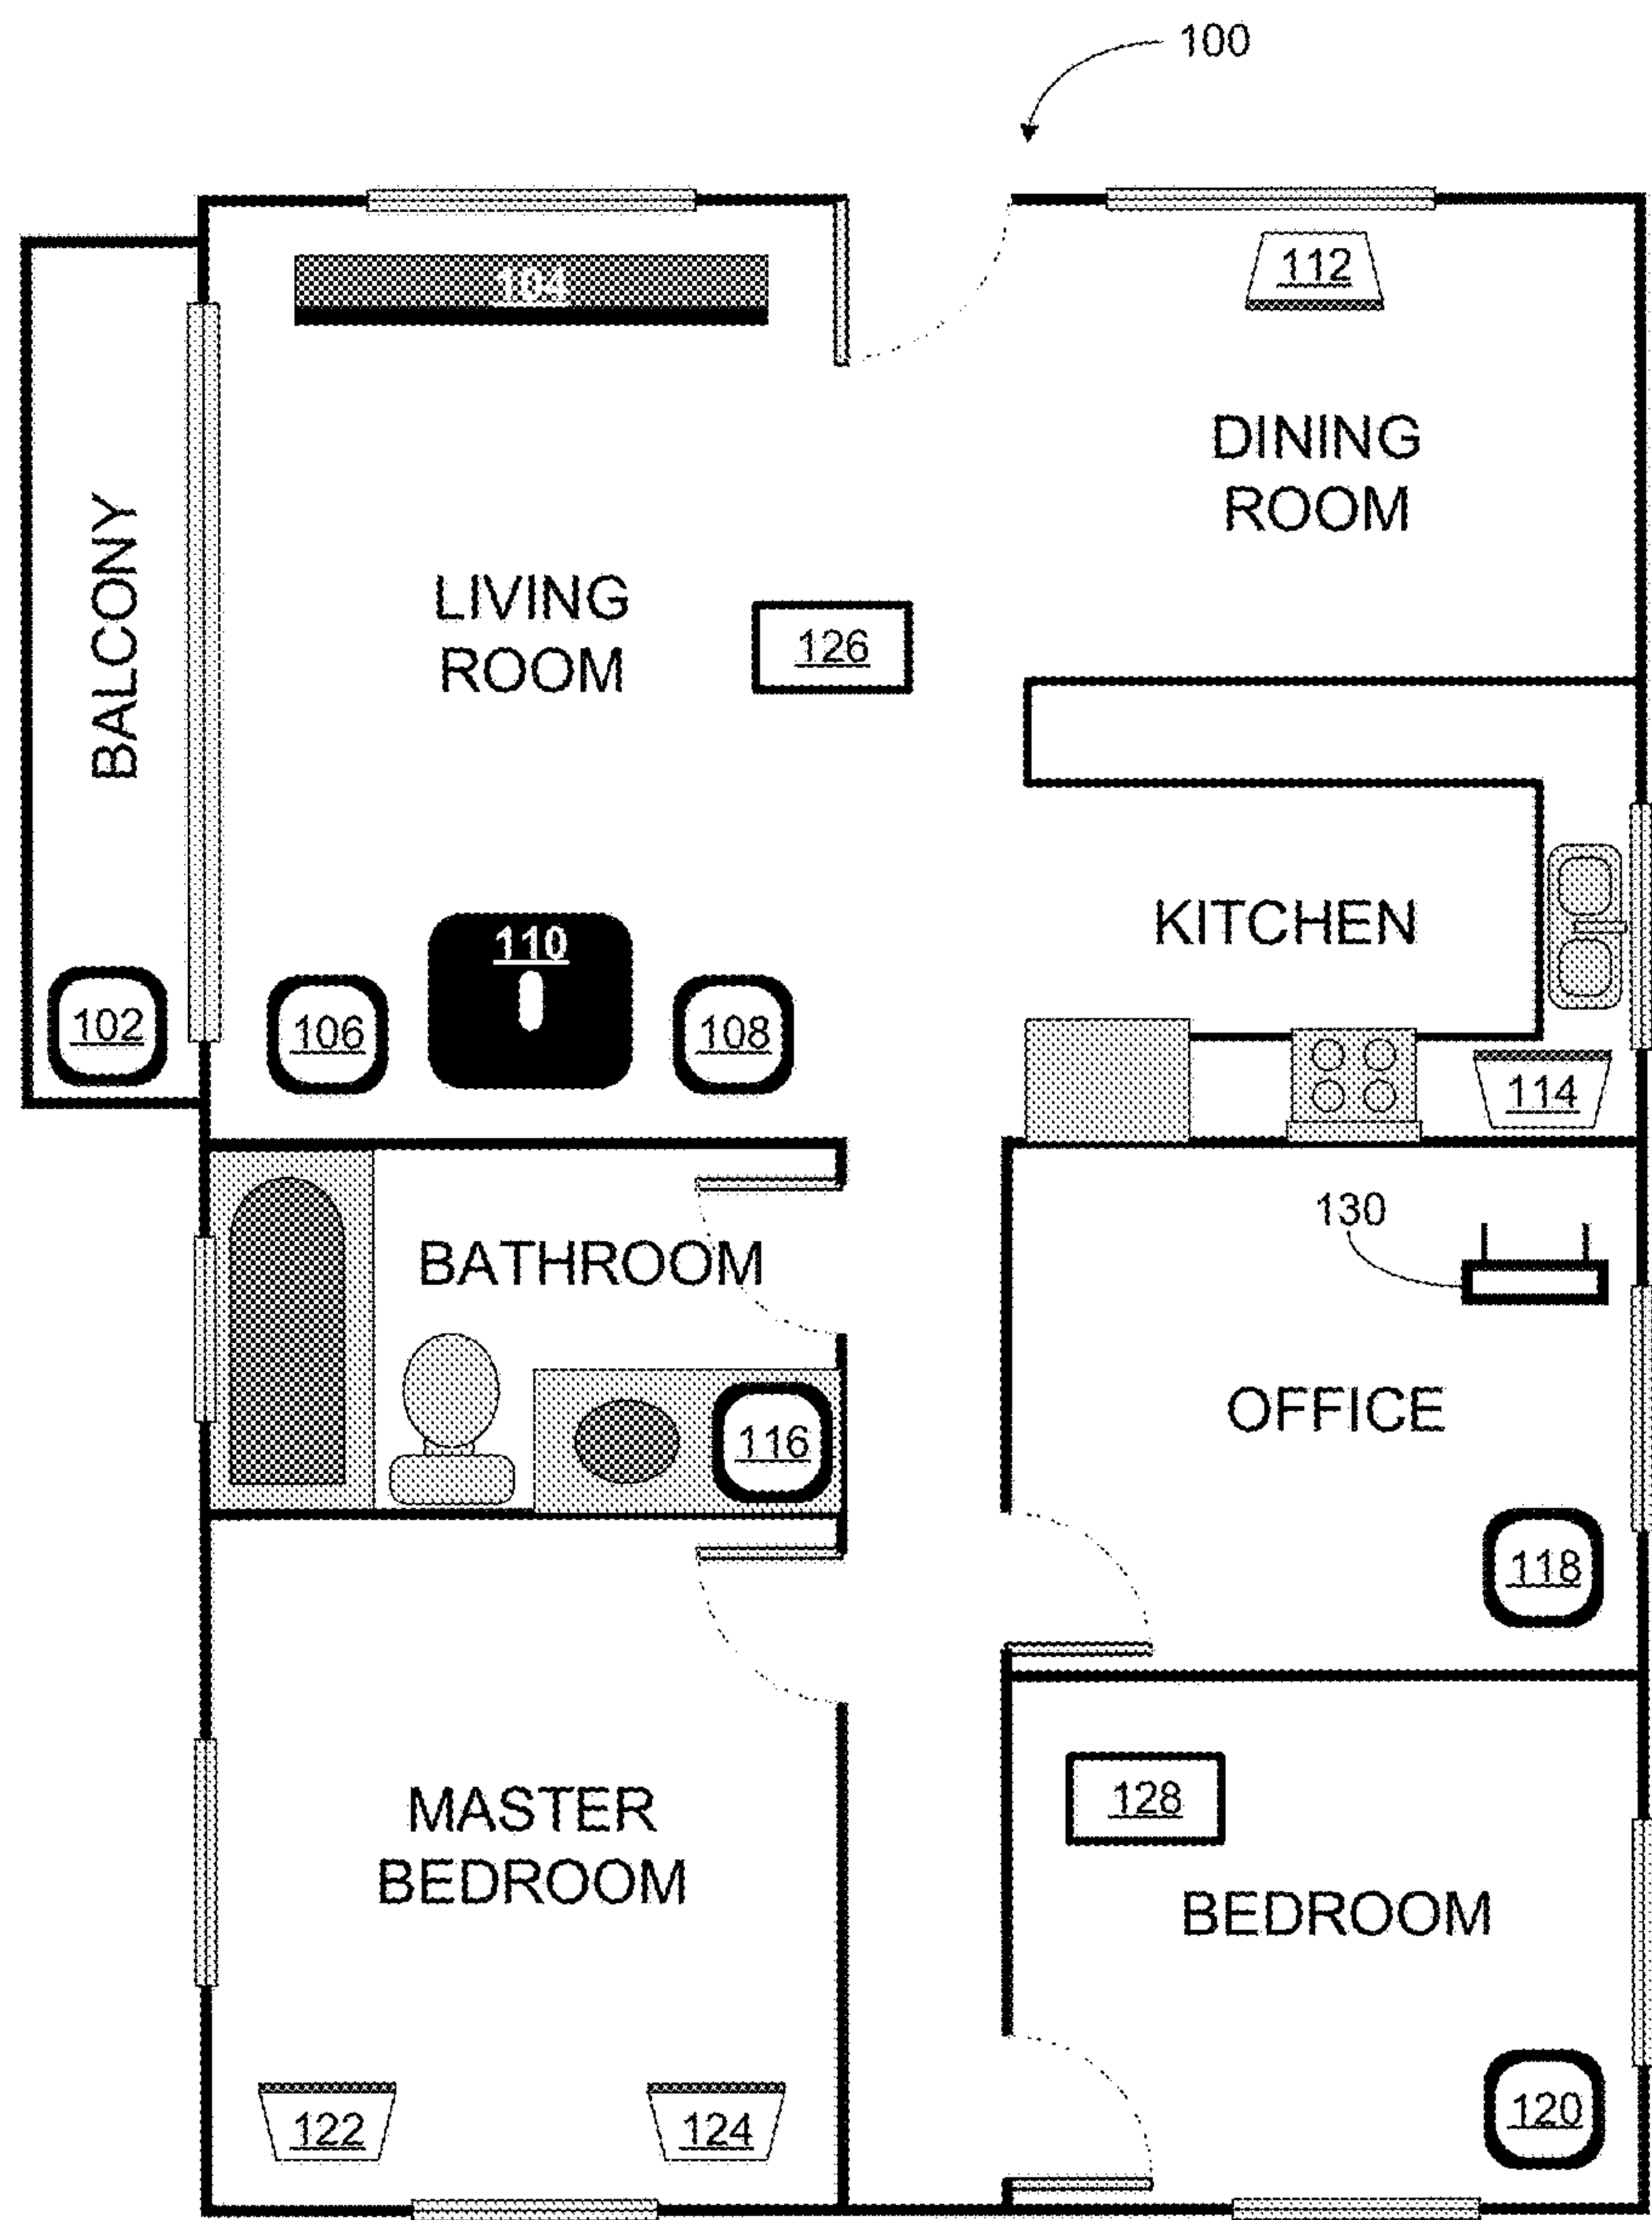 100
104
112
DINING
ROOM
BALCONY
LIVING
ROOM
126
KITCHEN
110
102
106
108
114
130
BATHROOM
OFFICE
116
118
128
MASTER
BEDROOM
BEDROOM
120
122
124